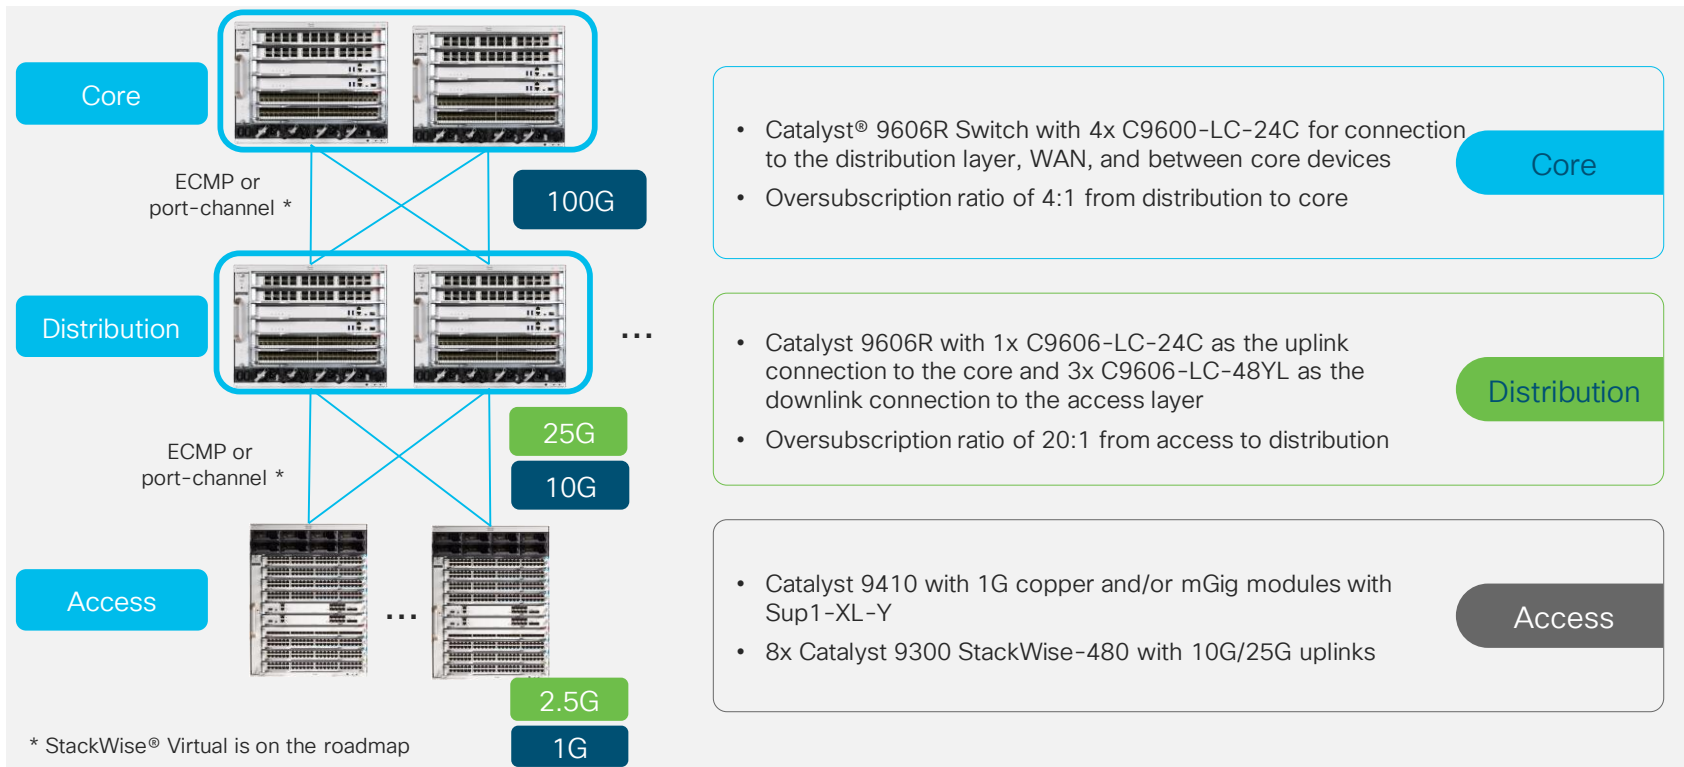 Core
ECMP or
port-channel *
100G
Distribution
...
ECMP or
port-channel *
25G
10G
Access
...
2.5G
1G
* StackWise® Virtual is on the roadmap
• Catalyst® 9606R Switch with 4x C9600-LC-24C for connection
to the distribution layer, WAN, and between core devices
• Oversubscription ratio of 4:1 from distribution to core
Core
• Catalyst 9606R with 1x C9606-LC-24C as the uplink
connection to the core and 3x C9606-LC-48YL as the
downlink connection to the access layer
• Oversubscription ratio of 20:1 from access to distribution
Distribution
• Catalyst 9410 with 1G copper and/or mGig modules with
Sup1-XL-Y
• 8x Catalyst 9300 StackWise-480 with 10G/25G uplinks
Access